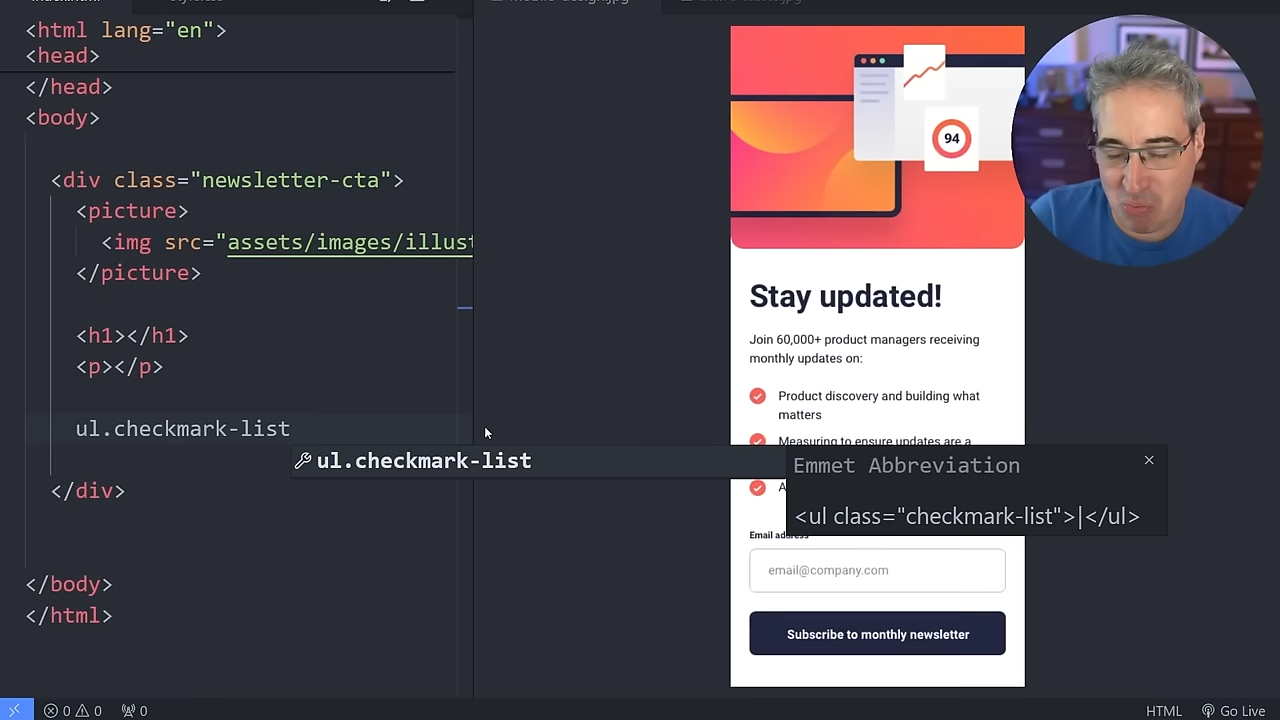 <html lang="en">
<head>
</head>
<body>
<div class="newsletter-cta">
<picture>
<img src="assets/images/illust
</picture>
<h1></h1>
<p></p>
ul.checkmark-list
ul.checkmark-list
Emmet Abbreviation
<ul class="checkmark-list">|</ul>
</div>
</body>
</html>
94
Stay updated!
Join 60,000+ product managers receiving
monthly updates on:
Product discovery and building what
matters
Measuring to ensure updates are a
A
Email address
email@company.com
Subscribe to monthly newsletter
0 0 0
HTML
Go Live